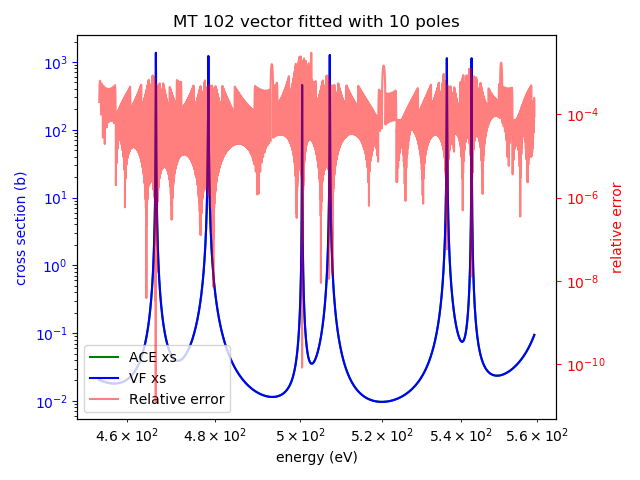 MT 102 vector fitted with 10 poles
10³
10²
10¹
10⁰
10⁻¹
10⁻²
cross section (b)
10⁻⁴
10⁻⁶
10⁻⁸
10⁻¹⁰
relative error
ACE xs
VF xs
Relative error
4.6 × 10² 4.8 × 10² 5 × 10² 5.2 × 10² 5.4 × 10² 5.6 × 10²
energy (eV)